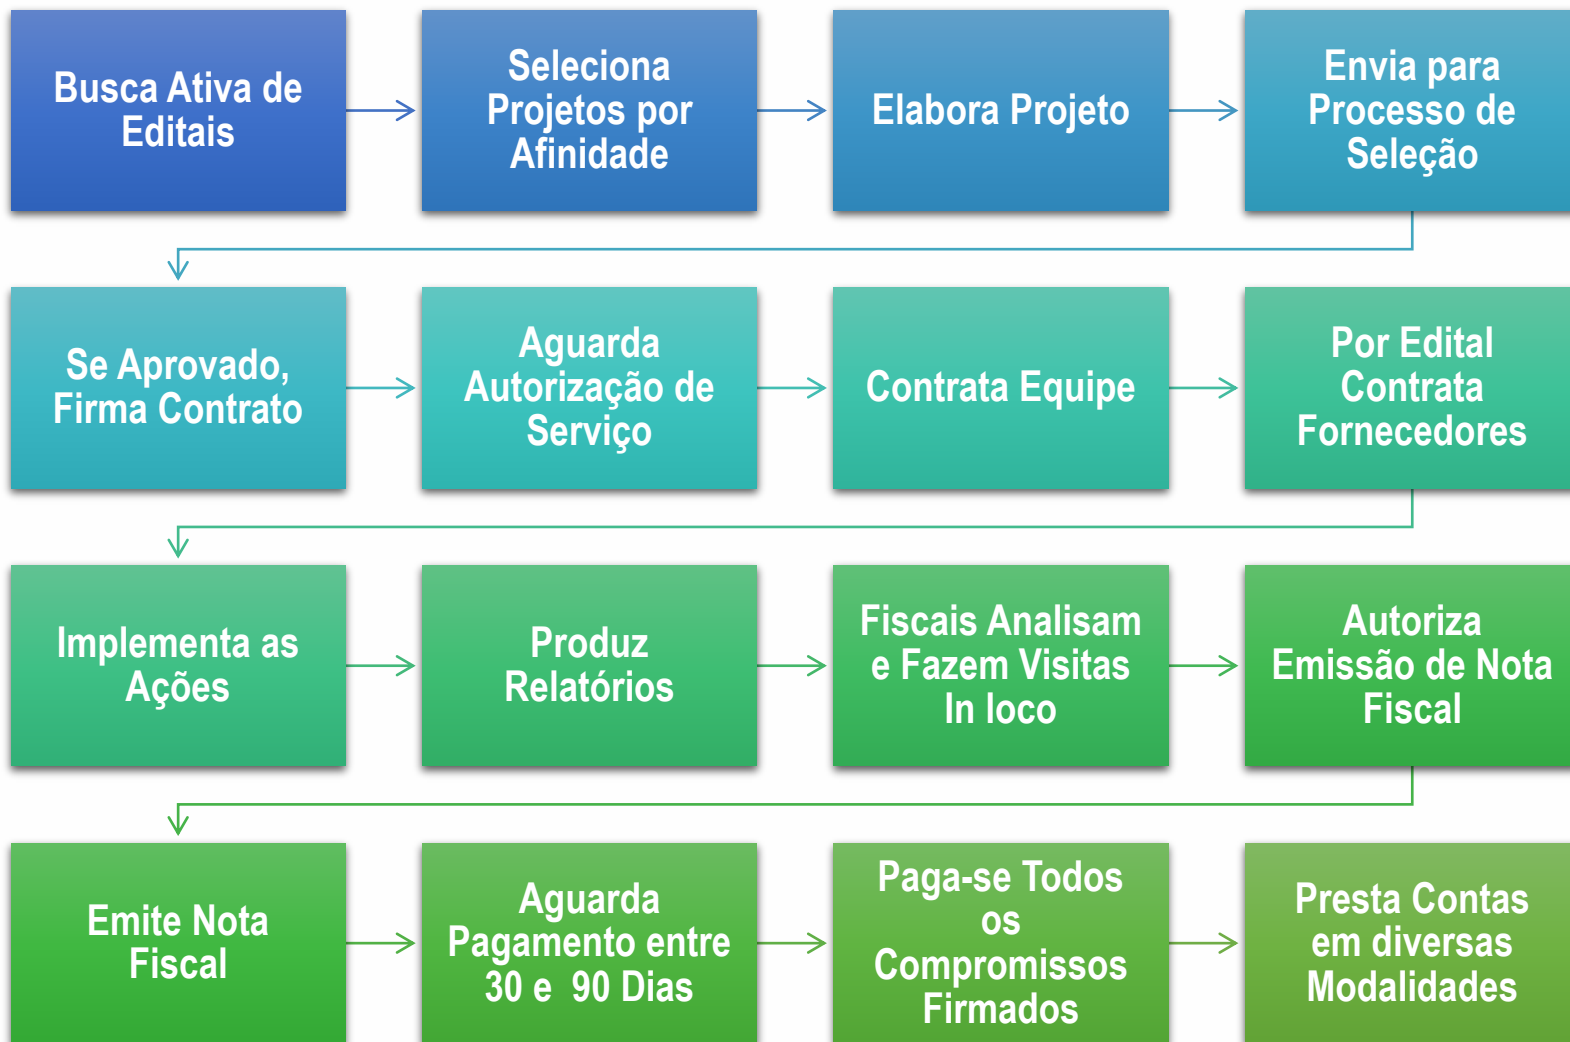 Busca Ativa de
Editais
Seleciona
Projetos por
Afinidade
Elabora Projeto
Envia para
Processo de
Seleção
Se Aprovado,
Firma Contrato
Aguarda
Autorização de
Serviço
Contrata Equipe
Por Edital
Contrata
Fornecedores
Implementa as
Ações
Produz
Relatórios
Fiscais Analisam
e Fazem Visitas
In loco
Autoriza
Emissão de Nota
Fiscal
Emite Nota
Fiscal
Aguarda
Pagamento entre
30 e 90 Dias
Paga-se Todos
os
Compromissos
Firmados
Presta Contas
em diversas
Modalidades